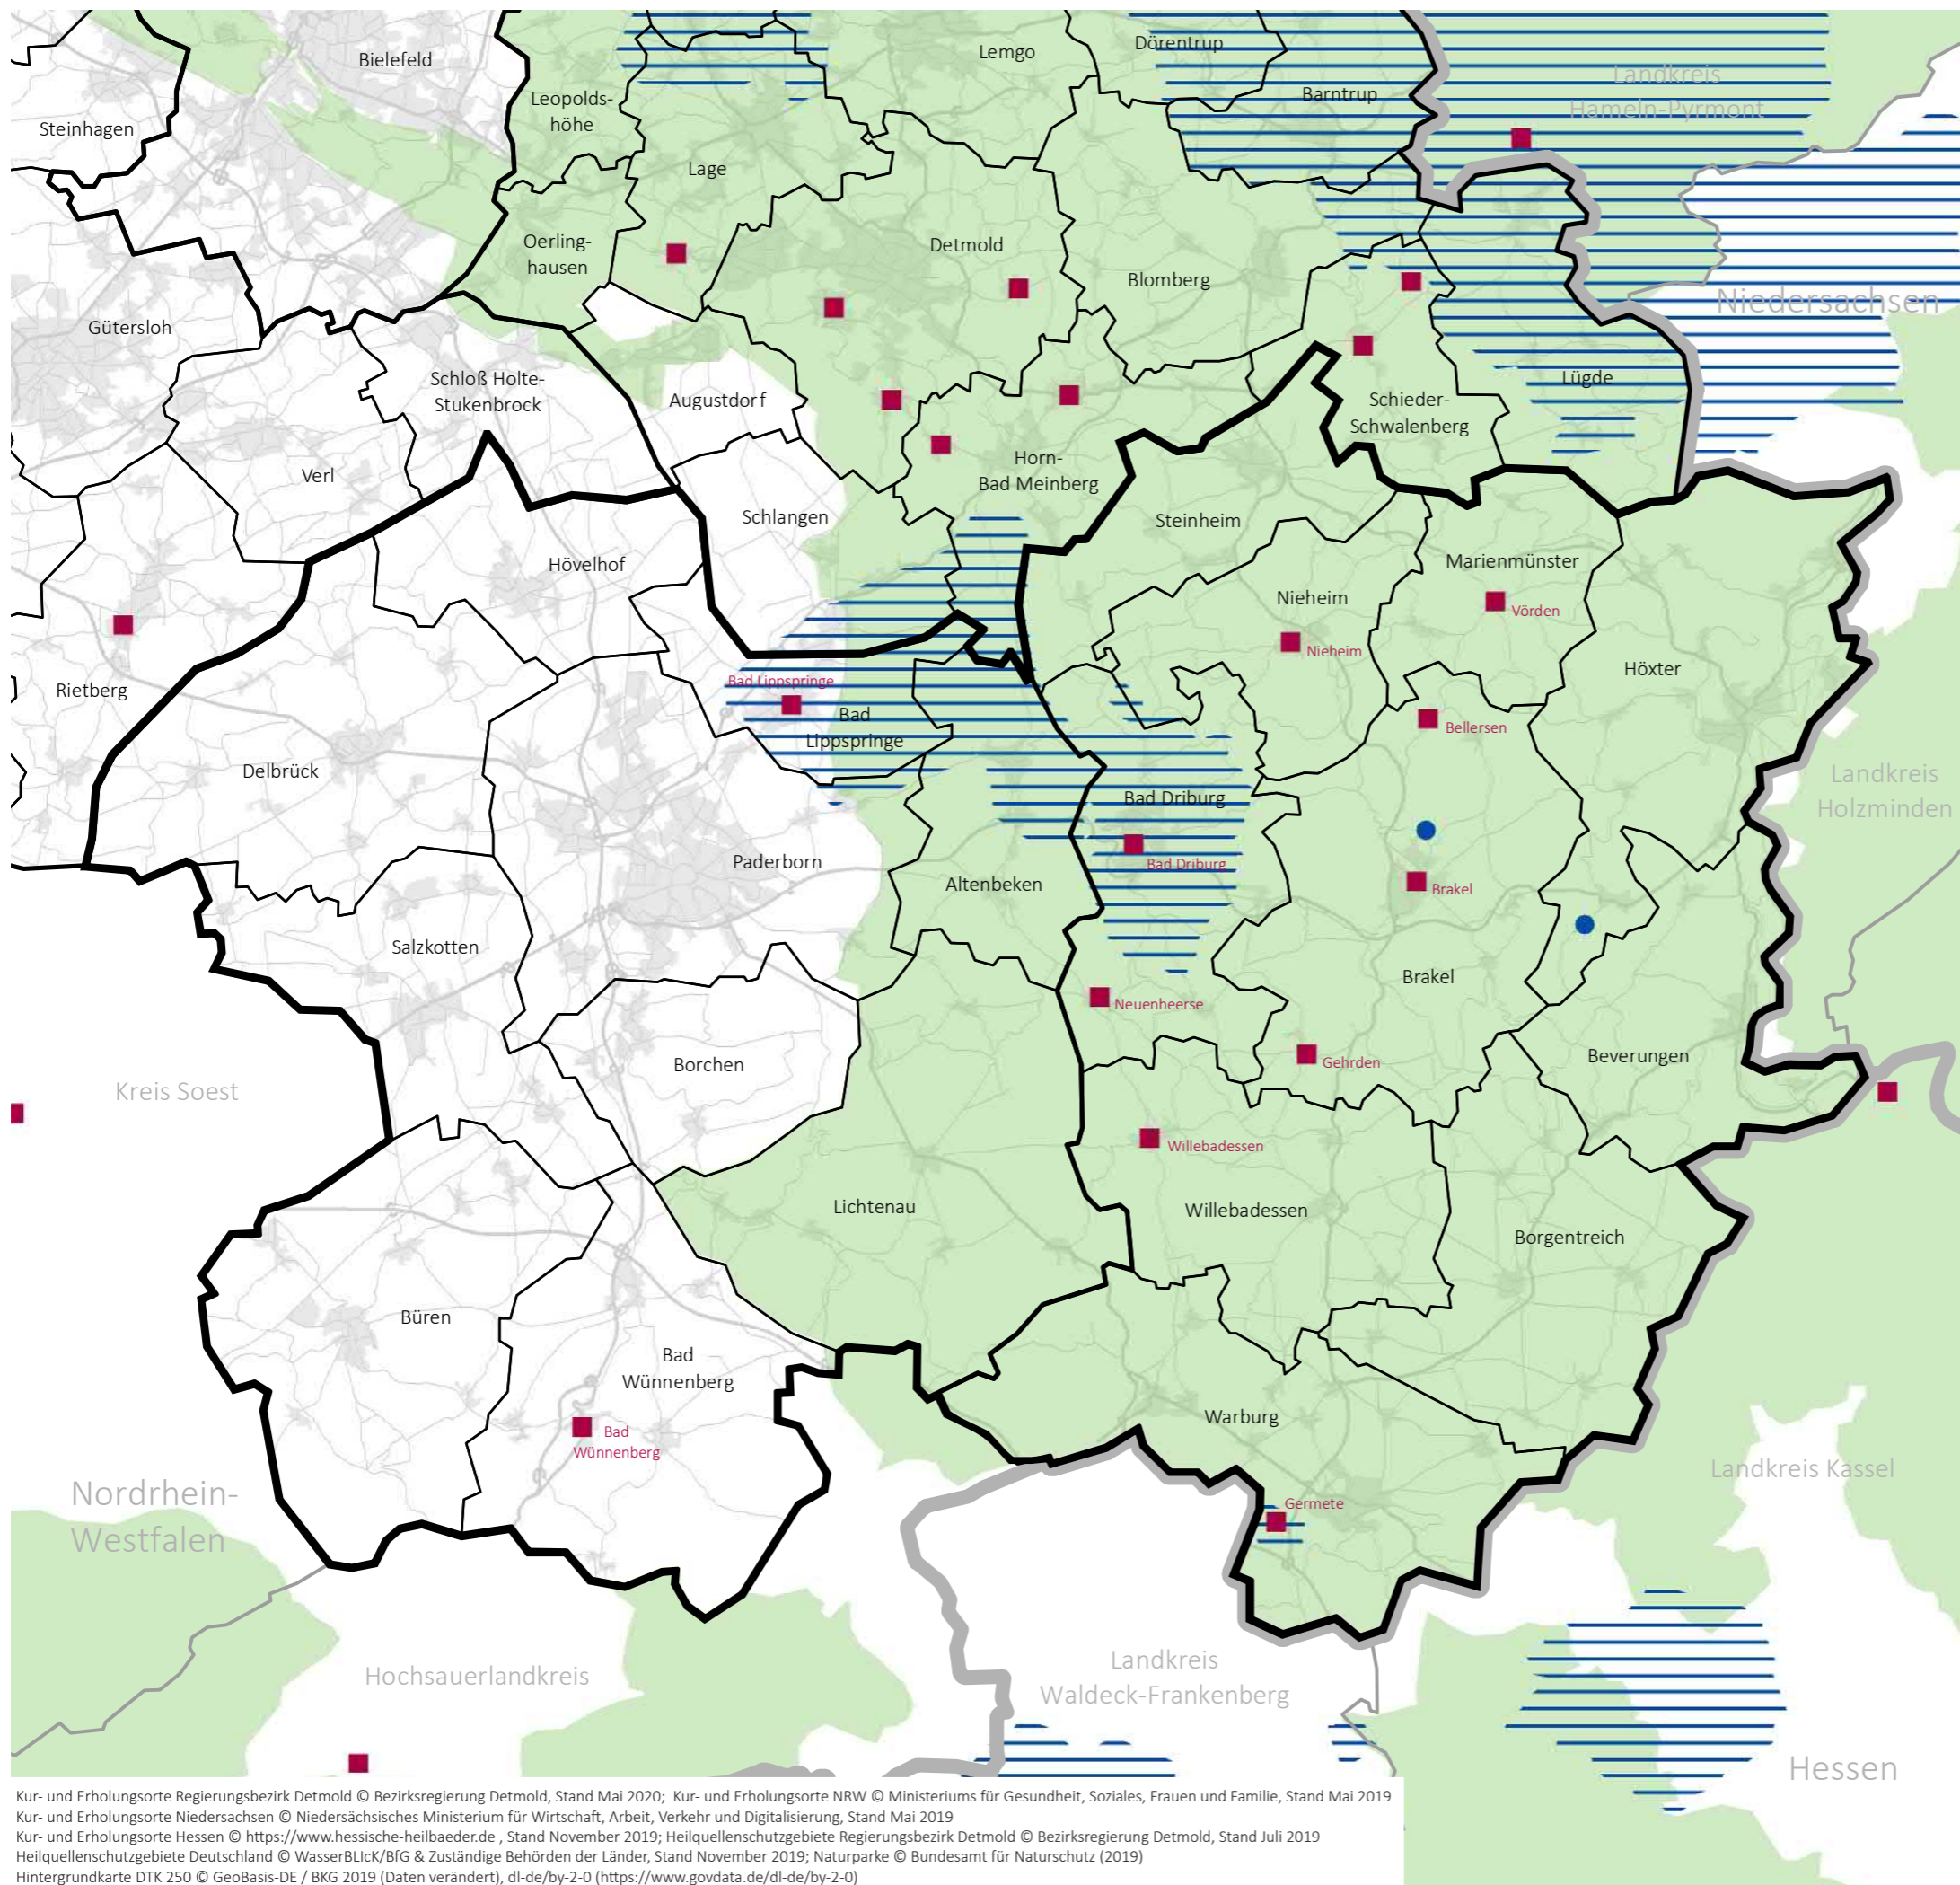 Bielefeld
Lemgo
Dörentrup
Barntrup
Landkreis
Hameln-Pyrmont
Leopolds-
höhe
Steinhagen
Lage
Oerling-
hausen
Detmold
Blomberg
Niedersachsen
Gütersloh
Schloß Holte-
Stukenbrock
Augustdorf
Lügde
Schieder-
Schwalenberg
Verl
Horn-
Bad Meinberg
Schlangen
Steinheim
Hövelhof
Marienmünster
Nieheim
Vörden
Nieheim
Höxter
Rietberg
Bad Lippspringe
Bad
Lippspringe
Bellersen
Delbrück
Bad Driburg
Landkreis
Holzminden
Paderborn
Bad Driburg
Altenbeken
Brakel
Salzkotten
Brakel
Neuenheerse
Borchen
Gehrden
Beverungen
Kreis Soest
Willebadessen
Lichtenau
Willebadessen
Borgentreich
Büren
Bad
Wünnenberg
Warburg
Bad
Wünnenberg
Landkreis Kassel
Nordrhein-
Westfalen
Germete
Hochsauerlandkreis
Landkreis
Waldeck-Frankenberg
Hessen
Kur- und Erholungsorte Regierungsbezirk Detmold © Bezirksregierung Detmold, Stand Mai 2020; Kur- und Erholungsorte NRW © Ministeriums für Gesundheit, Soziales, Frauen und Familie, Stand Mai 2019
Kur- und Erholungsorte Niedersachsen © Niedersächsisches Ministerium für Wirtschaft, Arbeit, Verkehr und Digitalisierung, Stand Mai 2019
Kur- und Erholungsorte Hessen © https://www.hessische-heilbaeder.de , Stand November 2019; Heilquellenschutzgebiete Regierungsbezirk Detmold © Bezirksregierung Detmold, Stand Juli 2019
Heilquellenschutzgebiete Deutschland © WasserBLIcK/BfG & Zuständige Behörden der Länder, Stand November 2019; Naturparke © Bundesamt für Naturschutz (2019)
Hintergrundkarte DTK 250 © GeoBasis-DE / BKG 2019 (Daten verändert), dl-de/by-2-0 (https://www.govdata.de/dl-de/by-2-0)